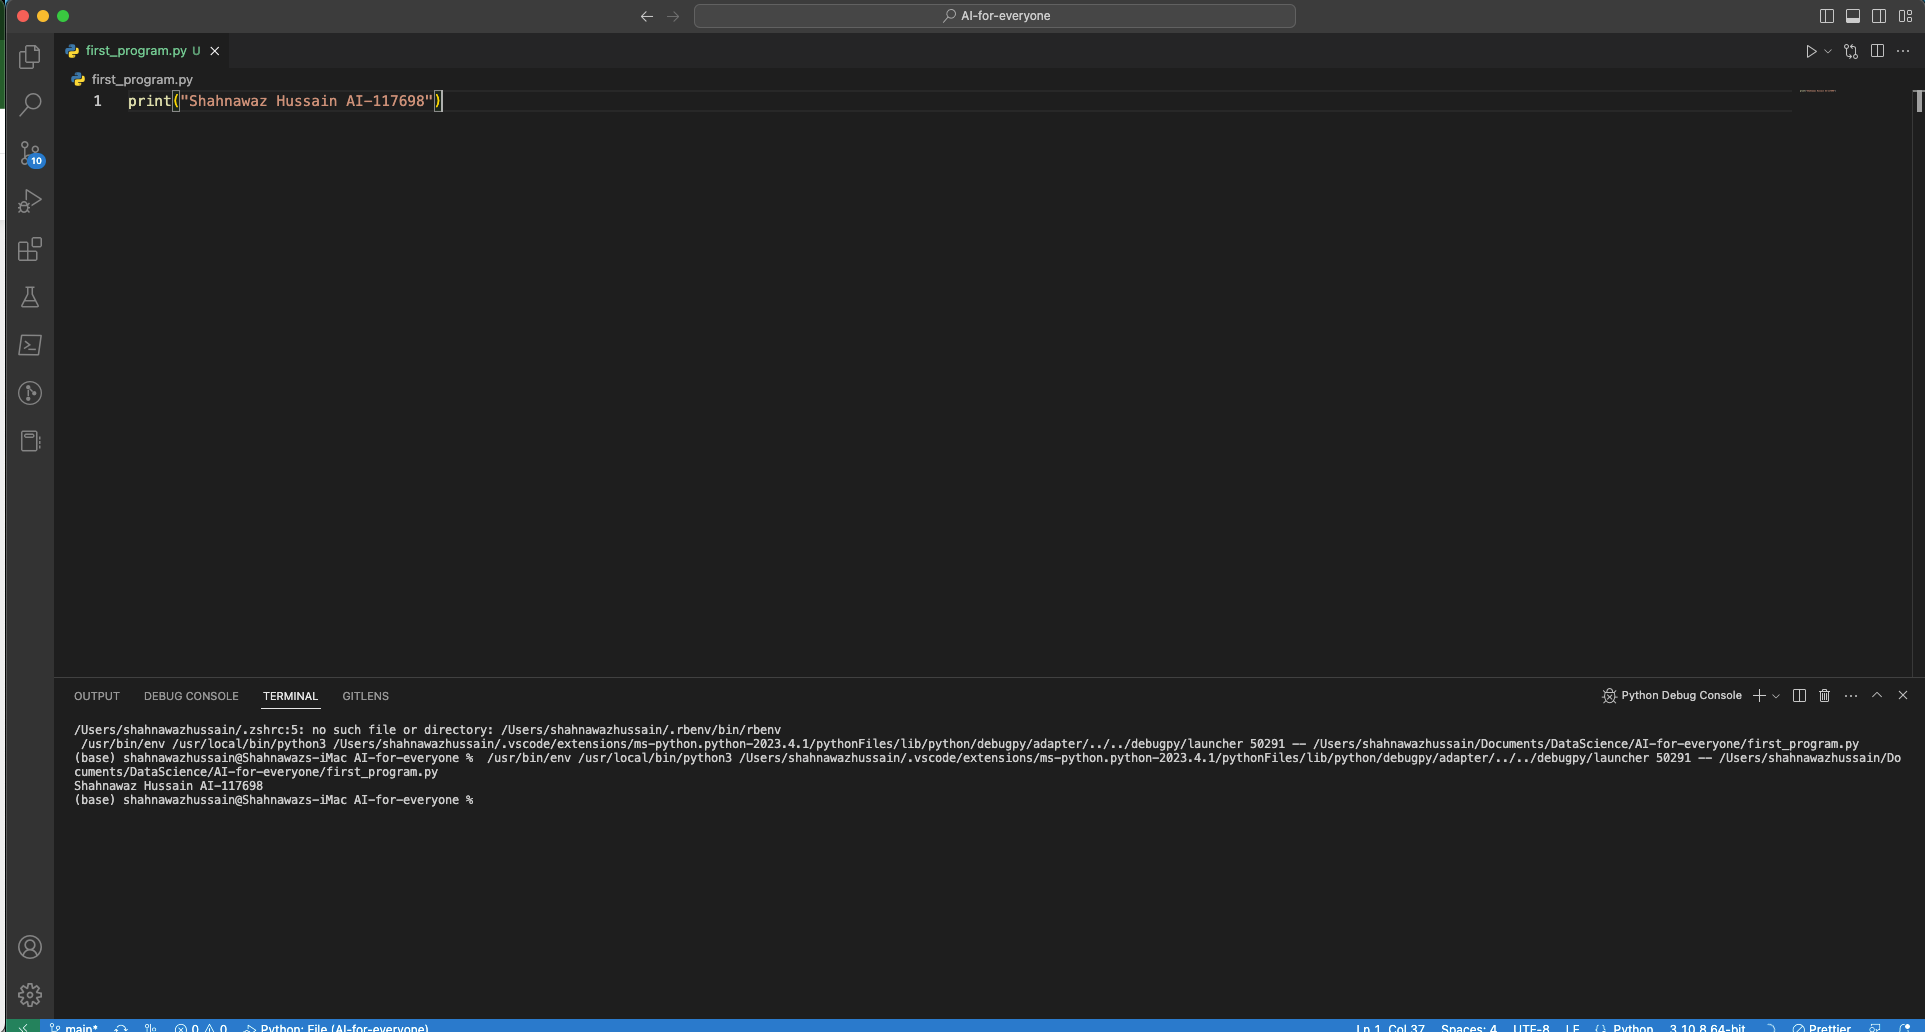 AI-for-everyone
first_program.py U
first_program.py
1 print("Shahnawaz Hussain AI-117698")
10
OUTPUT DEBUG CONSOLE TERMINAL GITLENS
Python Debug Console
/Users/shahnawazhussain/.zshrc:5: no such file or directory: /Users/shahnawazhussain/.rbenv/bin/rbenv
/usr/bin/env /usr/local/bin/python3 /Users/shahnawazhussain/.vscode/extensions/ms-python.python-2023.4.1/pythonFiles/lib/python/debugpy/adapter/../../debugpy/launcher 50291 -- /Users/shahnawazhussain/Documents/DataScience/AI-for-everyone/first_program.py
(base) shahnawazhussain@Shahnawazs-iMac AI-for-everyone % /usr/bin/env /usr/local/bin/python3 /Users/shahnawazhussain/.vscode/extensions/ms-python.python-2023.4.1/pythonFiles/lib/python/debugpy/adapter/../../debugpy/launcher 50291 -- /Users/shahnawazhussain/Do
cuments/DataScience/AI-for-everyone/first_program.py
Shahnawaz Hussain AI-117698
(base) shahnawazhussain@Shahnawazs-iMac AI-for-everyone %
main* 0 0 Python: File (AI-for-everyone) Ln 1, Col 37 Spaces: 4 UTF-8 LF {} Python 3.10.8 64-bit Prettier